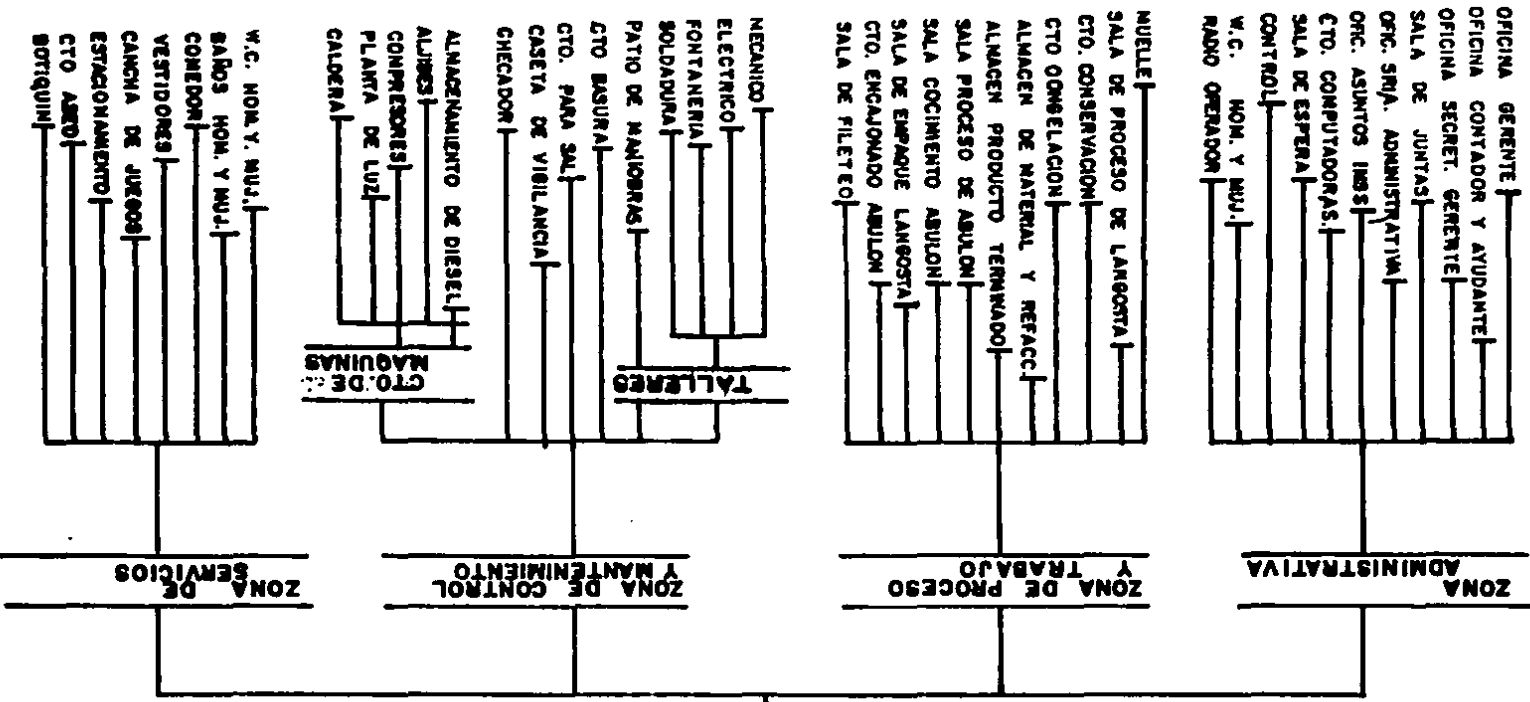 ZONA
ADMINISTRATIVA
OFICINA GERENTE
OFICINA CONTADOR Y AYUDANTE
OFICINA SECRET. GERENTE
SALA DE JUNTAS
OFIC. SRIA. ADMINISTRATIVA
OFIC. ASUNTOS IMSS
CTO. COMPUTADORAS.
SALA DE ESPERA
CONTROL
W.C. HOM. Y MUJ.
RADIO OPERADOR
ZONA DE PROCESO
Y TRABAJO
MUELLE
SALA DE PROCESO DE LANGOSTA
CTO. CONSERVACION
CTO CONGELACION
ALMACEN DE MATERIAL Y REFACC.
ALMACEN PRODUCTO TERMINADO
SALA PROCESO DE ABULON
SALA COCIMENTO ABULON
SALA DE EMPAQUE LANGOSTA
CTO. ENCAJONADO ABULON
SALA DE FILETEO
ZONA DE CONTROL
Y MANTENIMIENTO
TALLERES
MECANICO
ELECTRICO
FONTANERIA
SOLDADURA
PATIO DE MANIOBRAS
CTO BASURA
CTO. PARA SAL
CASETA DE VIGILANCIA
CHECADOR
CTO. DE
MAQUINAS
ALMACENAMIENTO DE DIESEL
ALJIBES
COMPRESORES
PLANTA DE LUZ
CALDERA
ZONA DE
SERVICIOS
W.C. HOM. Y. MUJ.
BAÑOS HOM. Y MUJ.
COMEDOR
VESTIDORES
CANCHA DE JUEGOS
ESTACIONAMIENTO
CTO ASEO
BOTIQUIN